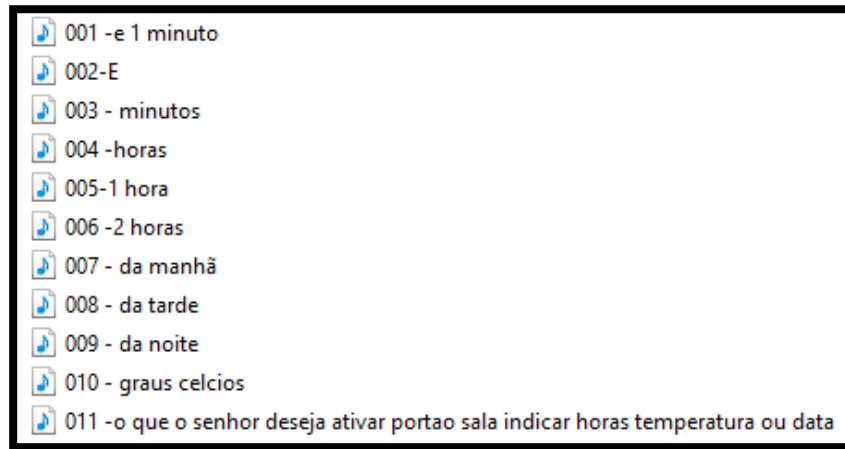 001 -e 1 minuto
002-E
003 - minutos
004 -horas
005-1 hora
006 -2 horas
007 - da manhã
008 - da tarde
009 - da noite
010 - graus celcios
011 -o que o senhor deseja ativar portao sala indicar horas temperatura ou data